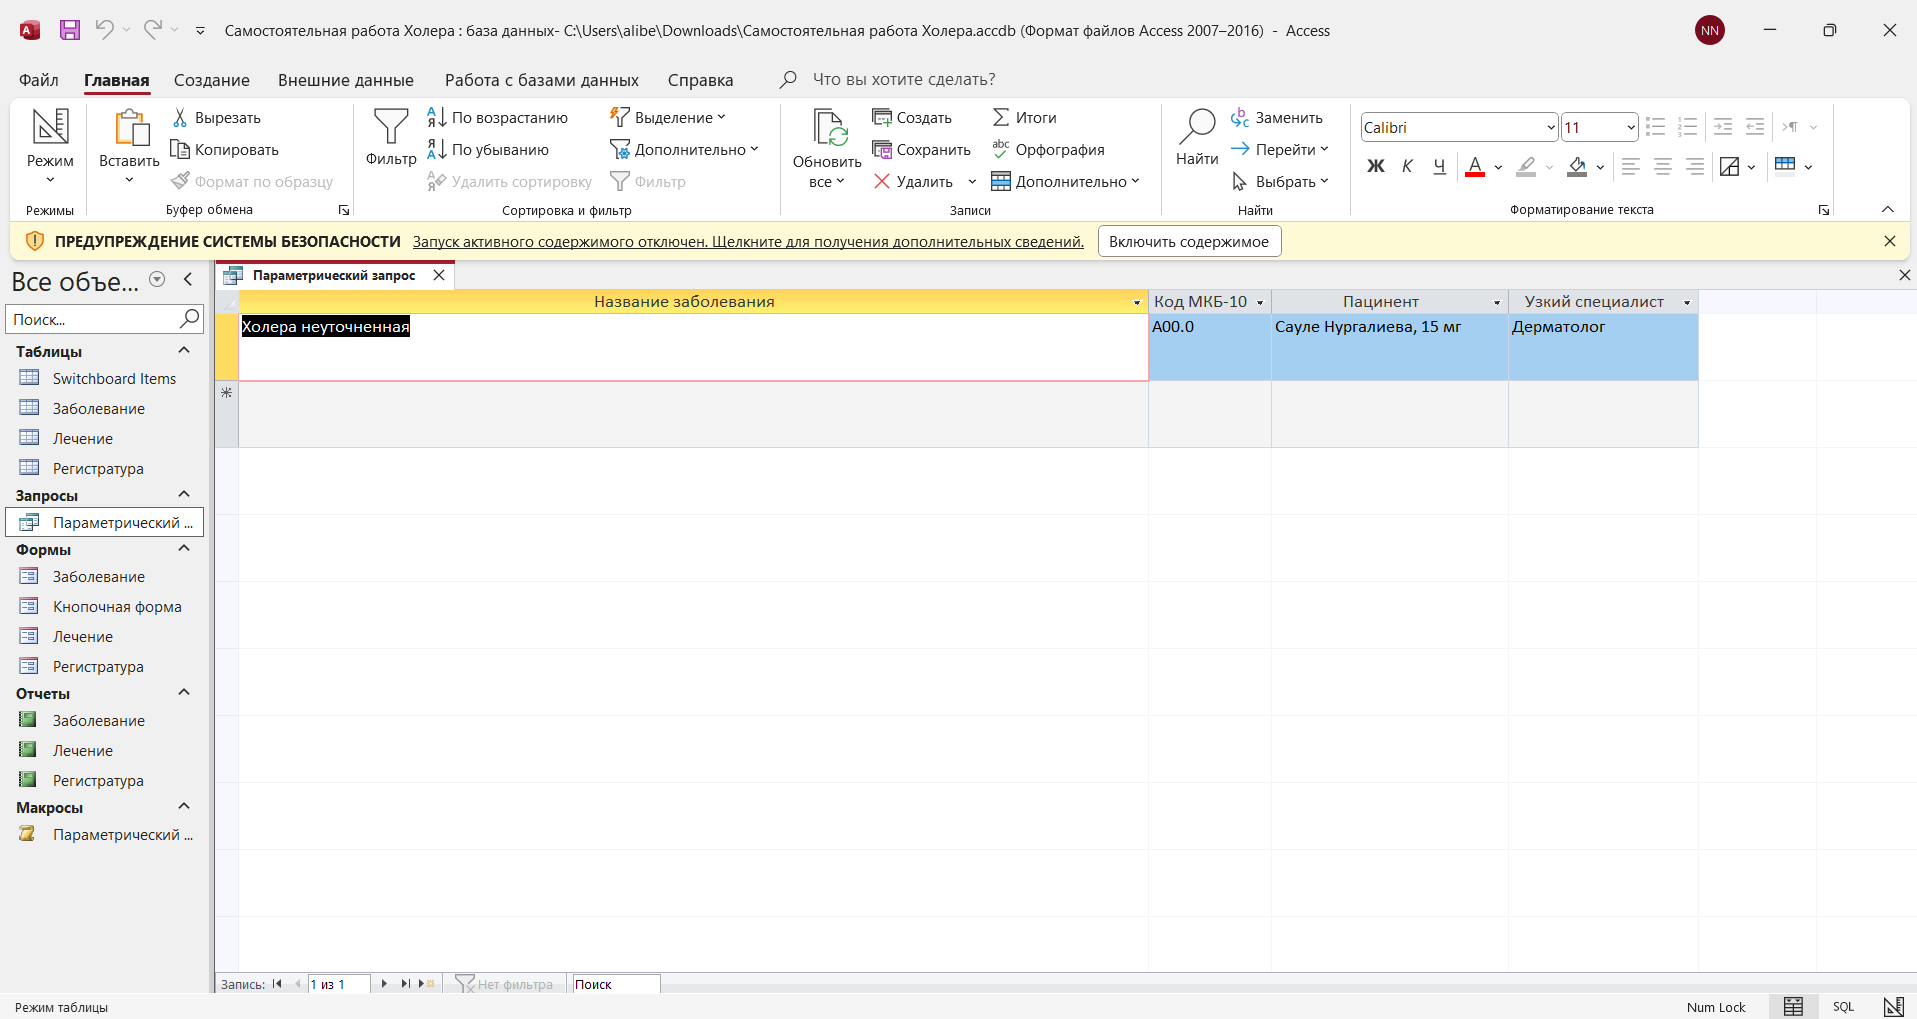 Самостоятельная работа Холера : база данных- C:\Users\alibe\Downloads\Самостоятельная работа Холера.accdb (Формат файлов Access 2007–2016) - Access
NN
Файл Главная Создание Внешние данные Работа с базами данных Справка Что вы хотите сделать?
Режим
Режимы
Вставить
Вырезать
Копировать
Формат по образцу
Буфер обмена
Фильтр
По возрастанию
По убыванию
Удалить сортировку
Выделение
Дополнительно
Фильтр
Сортировка и фильтр
Обновить
все
Создать
Сохранить
Удалить
Итоги
Орфография
Дополнительно
Записи
Найти
Заменить
Перейти
Выбрать
Найти
Calibri 11
Ж К Ч А
Форматирование текста
ПРЕДУПРЕЖДЕНИЕ СИСТЕМЫ БЕЗОПАСНОСТИ Запуск активного содержимого отключен. Щелкните для получения дополнительных сведений. Включить содержимое
Все объе...
Поиск...
Таблицы
Switchboard Items
Заболевание
Лечение
Регистратура
Запросы
Параметрический ...
Формы
Заболевание
Кнопочная форма
Лечение
Регистратура
Отчеты
Заболевание
Лечение
Регистратура
Макросы
Параметрический ...
Параметрический запрос
Название заболевания Код МКБ-10 Пацинент Узкий специалист
Холера неуточненная A00.0 Сауле Нургалиева, 15 мг Дерматолог
Запись: 1 из 1 Нет фильтра Поиск
Режим таблицы
Num Lock SQL